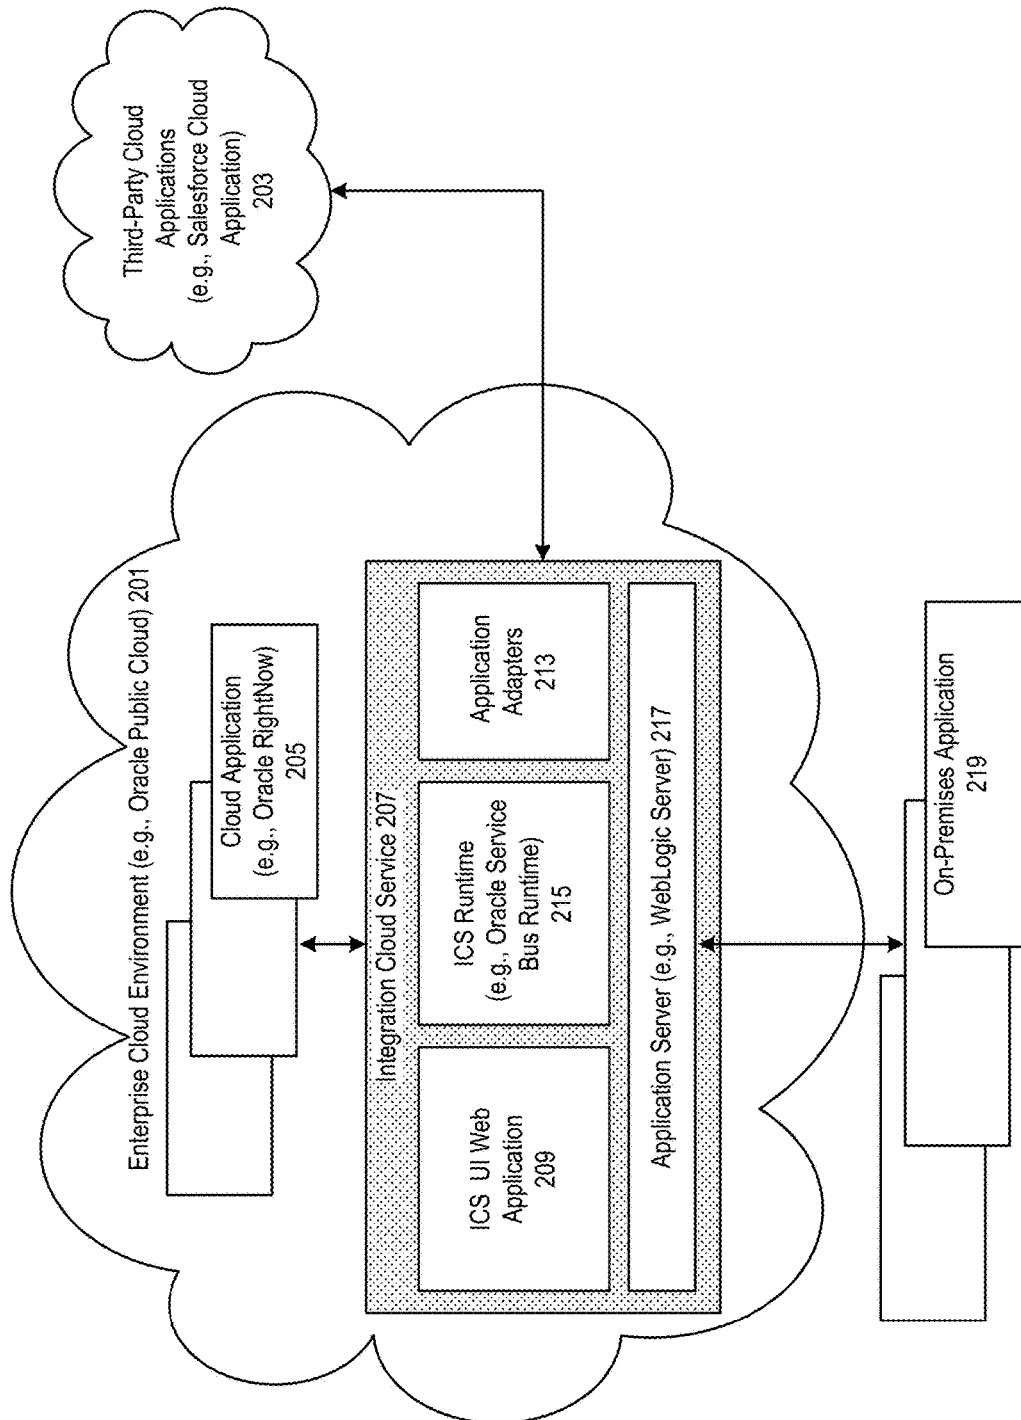 Third-Party Cloud
Applications
(e.g., Salesforce Cloud
Application)
203
Enterprise Cloud Environment (e.g., Oracle Public Cloud) 201
Cloud Application
(e.g., Oracle RightNow)
205
Integration Cloud Service 207
ICS UI Web
Application
209
ICS Runtime
(e.g., Oracle Service
Bus Runtime)
215
Application
Adapters
213
Application Server (e.g., WebLogic Server) 217
On-Premises Application
219